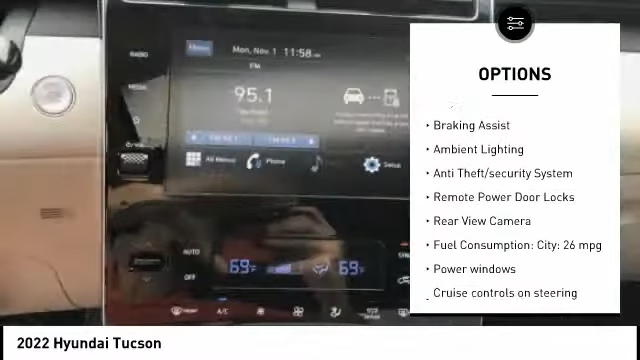 RADIO
Mon, Nov. 1 11:58
FM
95.1
All Menus
Phone
Setup
AUTO
OFF
69°F
69°F
A/C
OPTIONS
Braking Assist
Ambient Lighting
Anti Theft/security System
Remote Power Door Locks
Rear View Camera
Fuel Consumption: City: 26 mpg
Power windows
Cruise controls on steering
2022 Hyundai Tucson